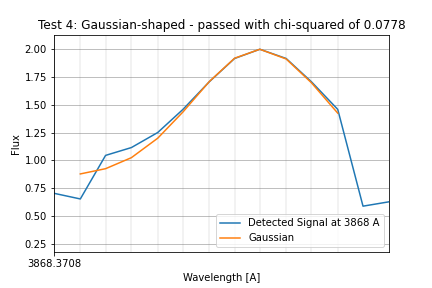 Test 4: Gaussian-shaped - passed with chi-squared of 0.0778
2.00
1.75
1.50
1.25
1.00
0.75
0.50
0.25
Flux
Detected Signal at 3868 A
Gaussian
3868.3708
Wavelength [A]